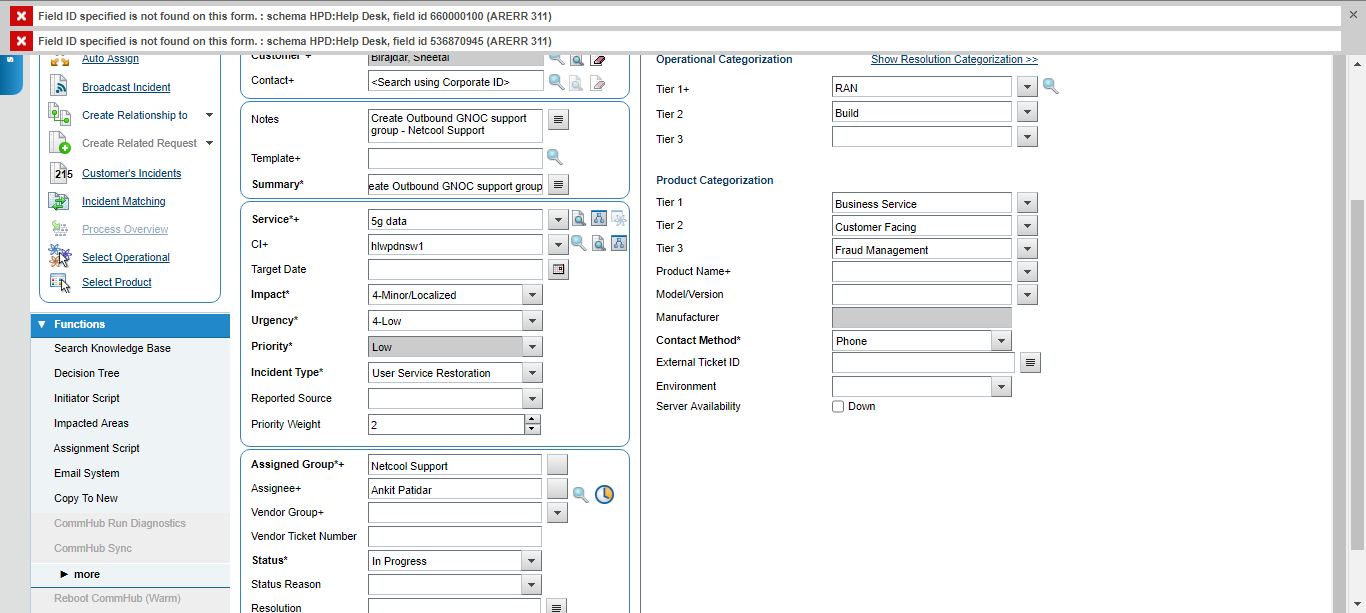 Field ID specified is not found on this form. : schema HPD:Help Desk, field id 660000100 (ARERR 311)
Field ID specified is not found on this form. : schema HPD:Help Desk, field id 536870945 (ARERR 311)
s
Auto Assign
Broadcast Incident
Create Relationship to
Create Related Request
215 Customer's Incidents
Incident Matching
Process Overview
Select Operational
Select Product
Functions
Search Knowledge Base
Decision Tree
Initiator Script
Impacted Areas
Assignment Script
Email System
Copy To New
CommHub Run Diagnostics
CommHub Sync
more
Reboot CommHub (Warm)
Customer*+ Birajdar, Sheetal
Contact+ <Search using Corporate ID>
Notes
Create Outbound GNOC support
group - Netcool Support
Template+
Summary* eate Outbound GNOC support group
Service*+ 5g data
CI+ hlwpdnsw1
Target Date
Impact* 4-Minor/Localized
Urgency* 4-Low
Priority* Low
Incident Type* User Service Restoration
Reported Source
Priority Weight 2
Assigned Group*+ Netcool Support
Assignee+ Ankit Patidar
Vendor Group+
Vendor Ticket Number
Status* In Progress
Status Reason
Resolution
Operational Categorization Show Resolution Categorization >>
Tier 1+ RAN
Tier 2 Build
Tier 3
Product Categorization
Tier 1 Business Service
Tier 2 Customer Facing
Tier 3 Fraud Management
Product Name+
Model/Version
Manufacturer
Contact Method* Phone
External Ticket ID
Environment
Server Availability Down